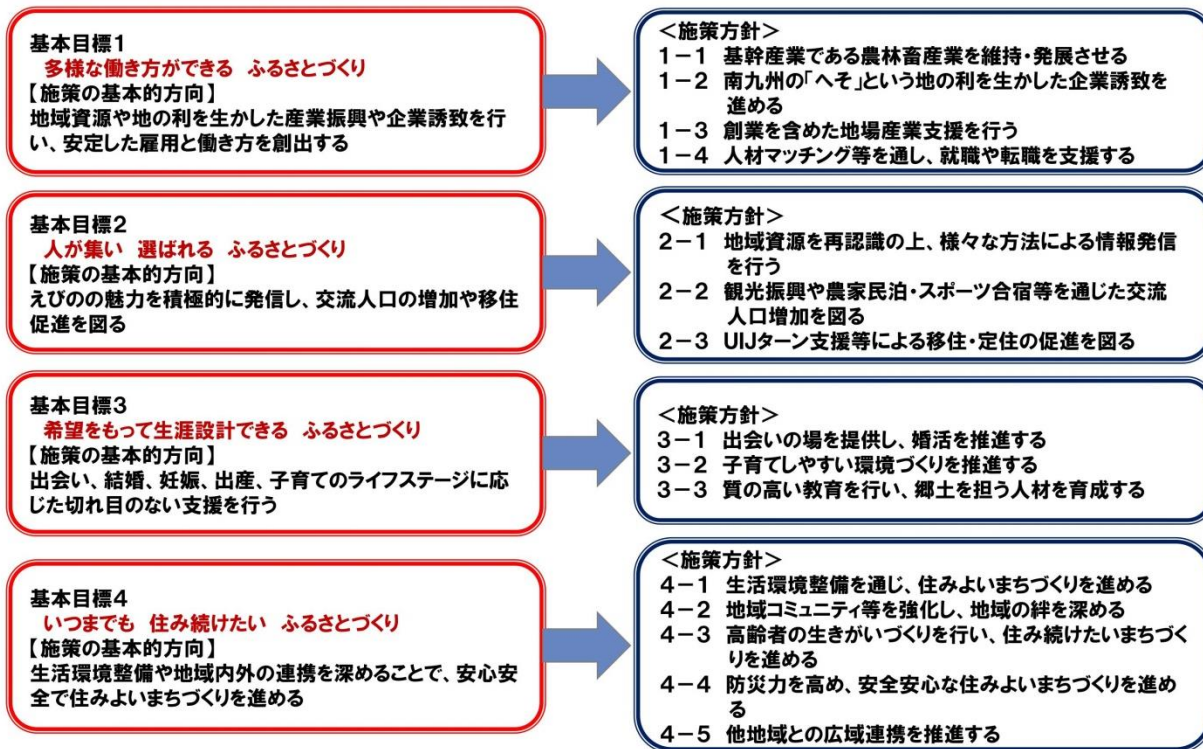 基本目標1
多様な働き方ができる ふるさとづくり
【施策の基本的方向】
地域資源や地の利を生かした産業振興や企業誘致を行
い、安定した雇用と働き方を創出する
＜施策方針＞
1－1 基幹産業である農林畜産業を維持・発展させる
1－2 南九州の「へそ」という地の利を生かした企業誘致を
進める
1－3 創業を含めた地場産業支援を行う
1－4 人材マッチング等を通し、就職や転職を支援する
基本目標2
人が集い 選ばれる ふるさとづくり
【施策の基本的方向】
えびのの魅力を積極的に発信し、交流人口の増加や移住
促進を図る
＜施策方針＞
2－1 地域資源を再認識の上、様々な方法による情報発信
を行う
2－2 観光振興や農家民泊・スポーツ合宿等を通じた交流
人口増加を図る
2－3 UIJターン支援等による移住・定住の促進を図る
基本目標3
希望をもって生涯設計できる ふるさとづくり
【施策の基本的方向】
出会い、結婚、妊娠、出産、子育てのライフステージに応
じた切れ目のない支援を行う
＜施策方針＞
3－1 出会いの場を提供し、婚活を推進する
3－2 子育てしやすい環境づくりを推進する
3－3 質の高い教育を行い、郷土を担う人材を育成する
基本目標4
いつまでも 住み続けたい ふるさとづくり
【施策の基本的方向】
生活環境整備や地域内外の連携を深めることで、安心安
全で住みよいまちづくりを進める
＜施策方針＞
4－1 生活環境整備を通じ、住みよいまちづくりを進める
4－2 地域コミュニティ等を強化し、地域の絆を深める
4－3 高齢者の生きがいづくりを行い、住み続けたいまちづく
りを進める
4－4 防災力を高め、安全安心な住みよいまちづくりを進め
る
4－5 他地域との広域連携を推進する